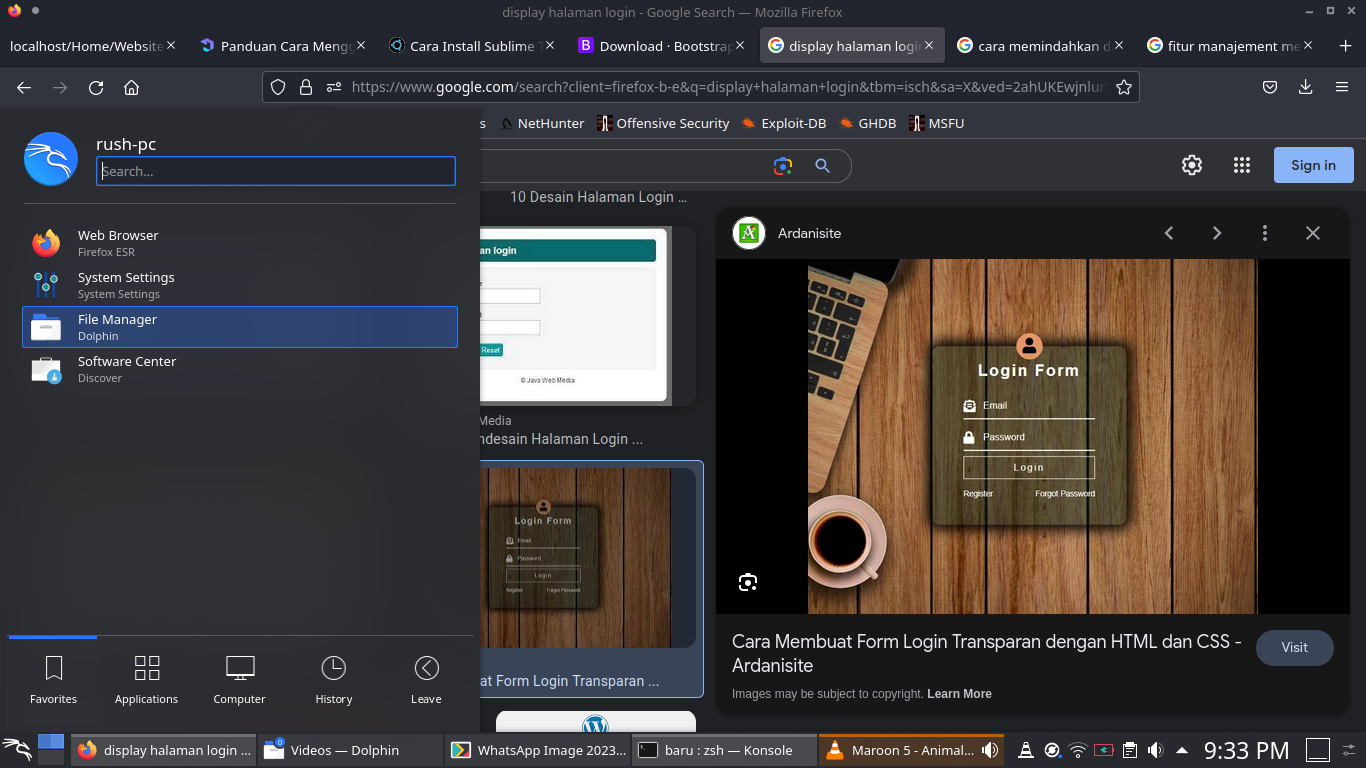 display halaman login - Google Search — Mozilla Firefox
localhost/Home/Website
Panduan Cara Mengg
Cara Install Sublime T
Download · Bootstrap
display halaman login
cara memindahkan d
fitur manajement me
https://www.google.com/search?client=firefox-b-e&q=display+halaman+login&tbm=isch&sa=X&ved=2ahUKEwjnlur
s
NetHunter
Offensive Security
Exploit-DB
GHDB
MSFU
rush-pc
Search...
Sign in
Web Browser
Firefox ESR
System Settings
System Settings
File Manager
Dolphin
Software Center
Discover
10 Desain Halaman Login ...
an login
Reset
© Java Web Media
Media
ndesain Halaman Login ...
Login Form
Email
Password
Login
Register
Forgot Password
at Form Login Transparan ...
Ardanisite
Login Form
Email
Password
Login
Register
Forgot Password
Cara Membuat Form Login Transparan dengan HTML dan CSS -
Ardanisite
Visit
Images may be subject to copyright. Learn More
Favorites
Applications
Computer
History
Leave
display halaman login ...
Videos — Dolphin
WhatsApp Image 2023...
baru : zsh — Konsole
Maroon 5 - Animal...
9:33 PM